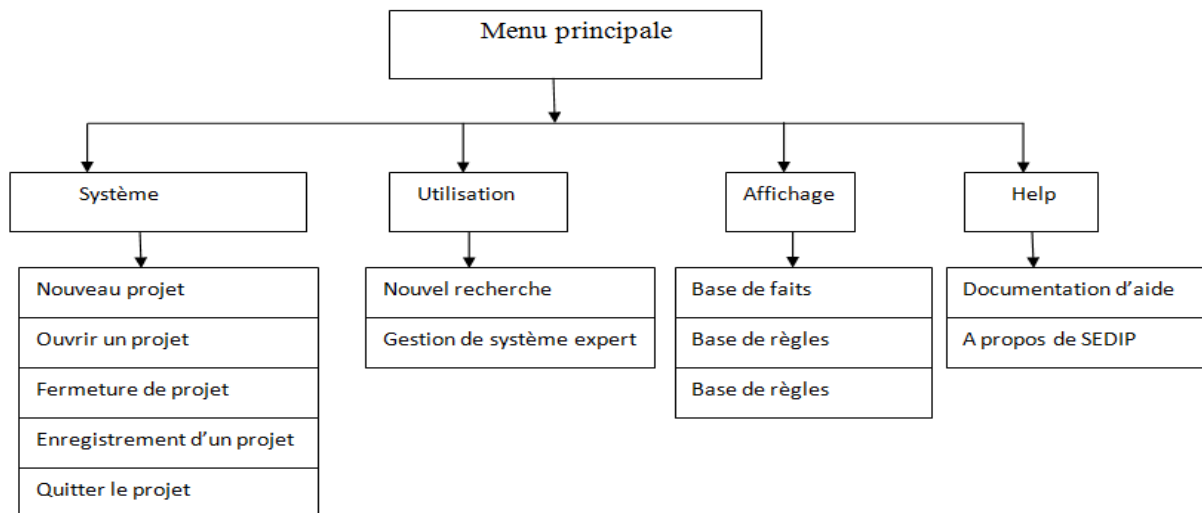 Menu principale
Système
Utilisation
Affichage
Help
Nouveau projet
Ouvrir un projet
Fermeture de projet
Enregistrement d’un projet
Quitter le projet
Nouvel recherche
Gestion de système expert
Base de faits
Base de règles
Base de règles
Documentation d’aide
A propos de SEDIP